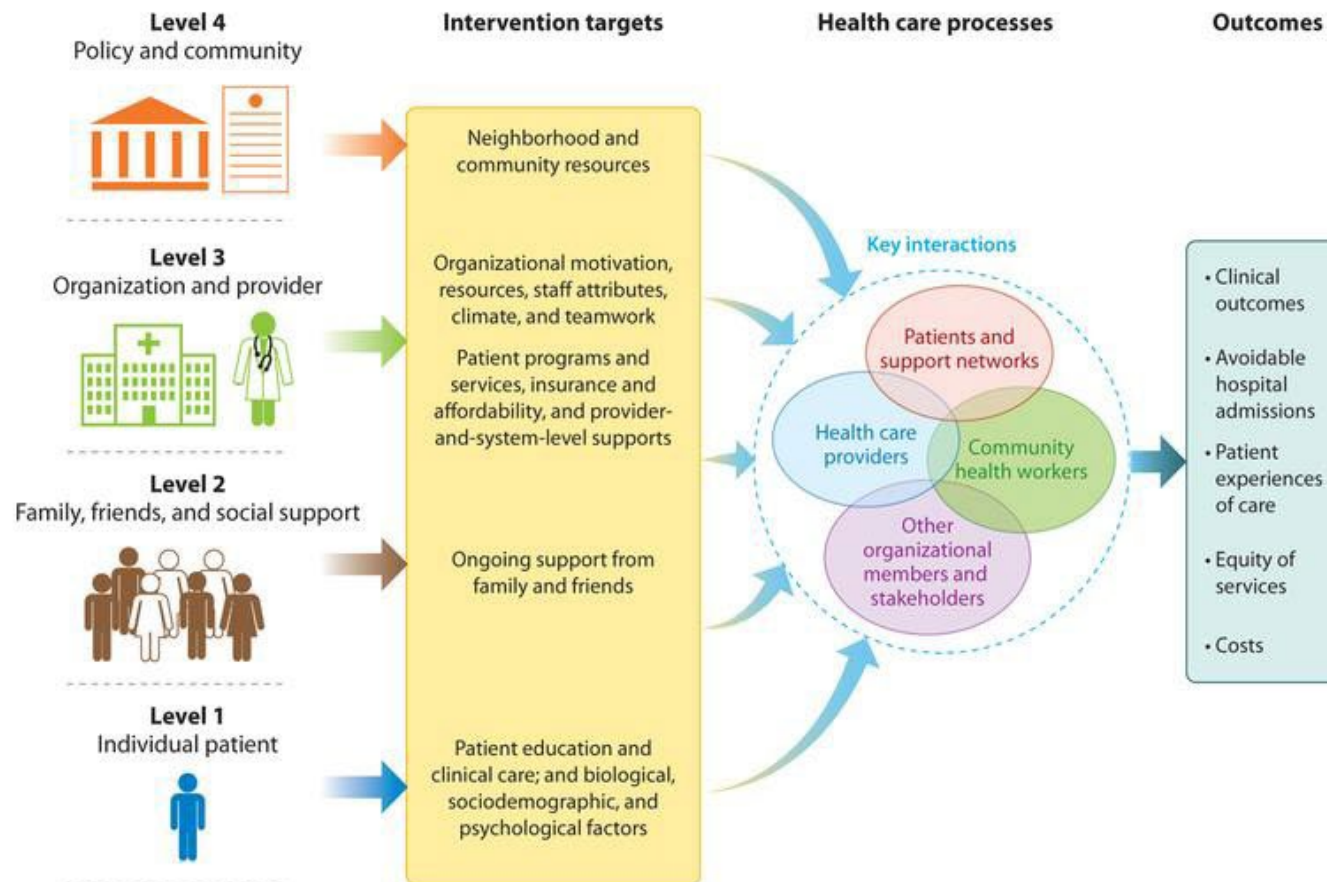 Level 4
Policy and community
Level 3
Organization and provider
Level 2
Family, friends, and social support
Level 1
Individual patient
Intervention targets
Neighborhood and
community resources
Organizational motivation,
resources, staff attributes,
climate, and teamwork
Patient programs and
services, insurance and
affordability, and provider-
and-system-level supports
Ongoing support from
family and friends
Patient education and
clinical care; and biological,
sociodemographic, and
psychological factors
Health care processes
Key interactions
Patients and
support networks
Health care
providers
Community
health workers
Other
organizational
members and
stakeholders
Outcomes
• Clinical
outcomes
• Avoidable
hospital
admissions
• Patient
experiences
of care
• Equity of
services
• Costs